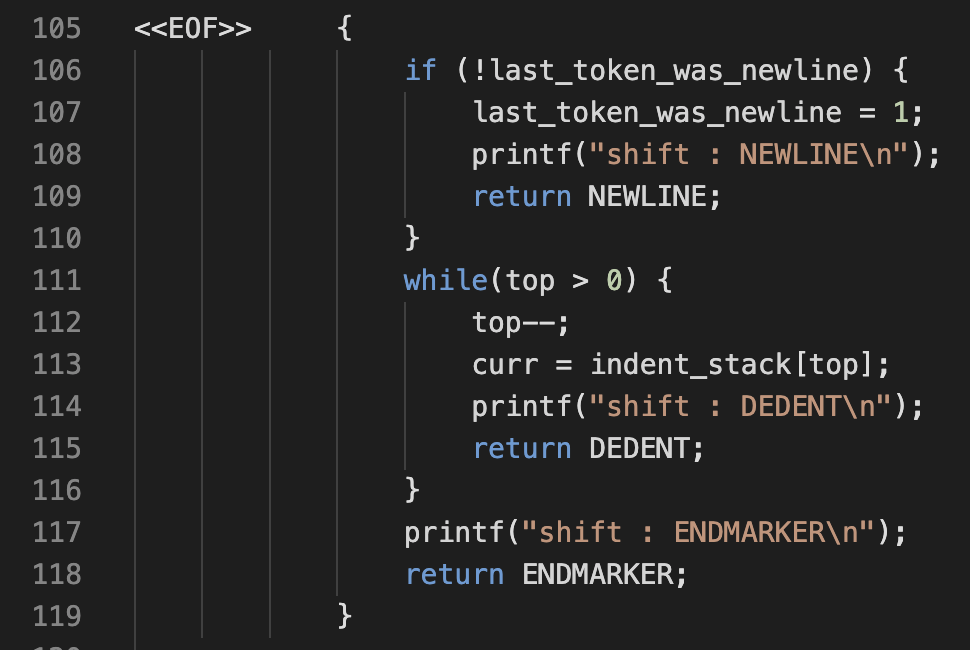 105 <<EOF>> {
106 if (!last_token_was_newline) {
107 last_token_was_newline = 1;
108 printf("shift : NEWLINE\n");
109 return NEWLINE;
110 }
111 while(top > 0) {
112 top--;
113 curr = indent_stack[top];
114 printf("shift : DEDENT\n");
115 return DEDENT;
116 }
117 printf("shift : ENDMARKER\n");
118 return ENDMARKER;
119 }